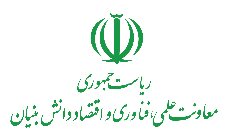 ریاست جمهوری
معاونت علمی، فناوری و اقتصاد دانش بنیان